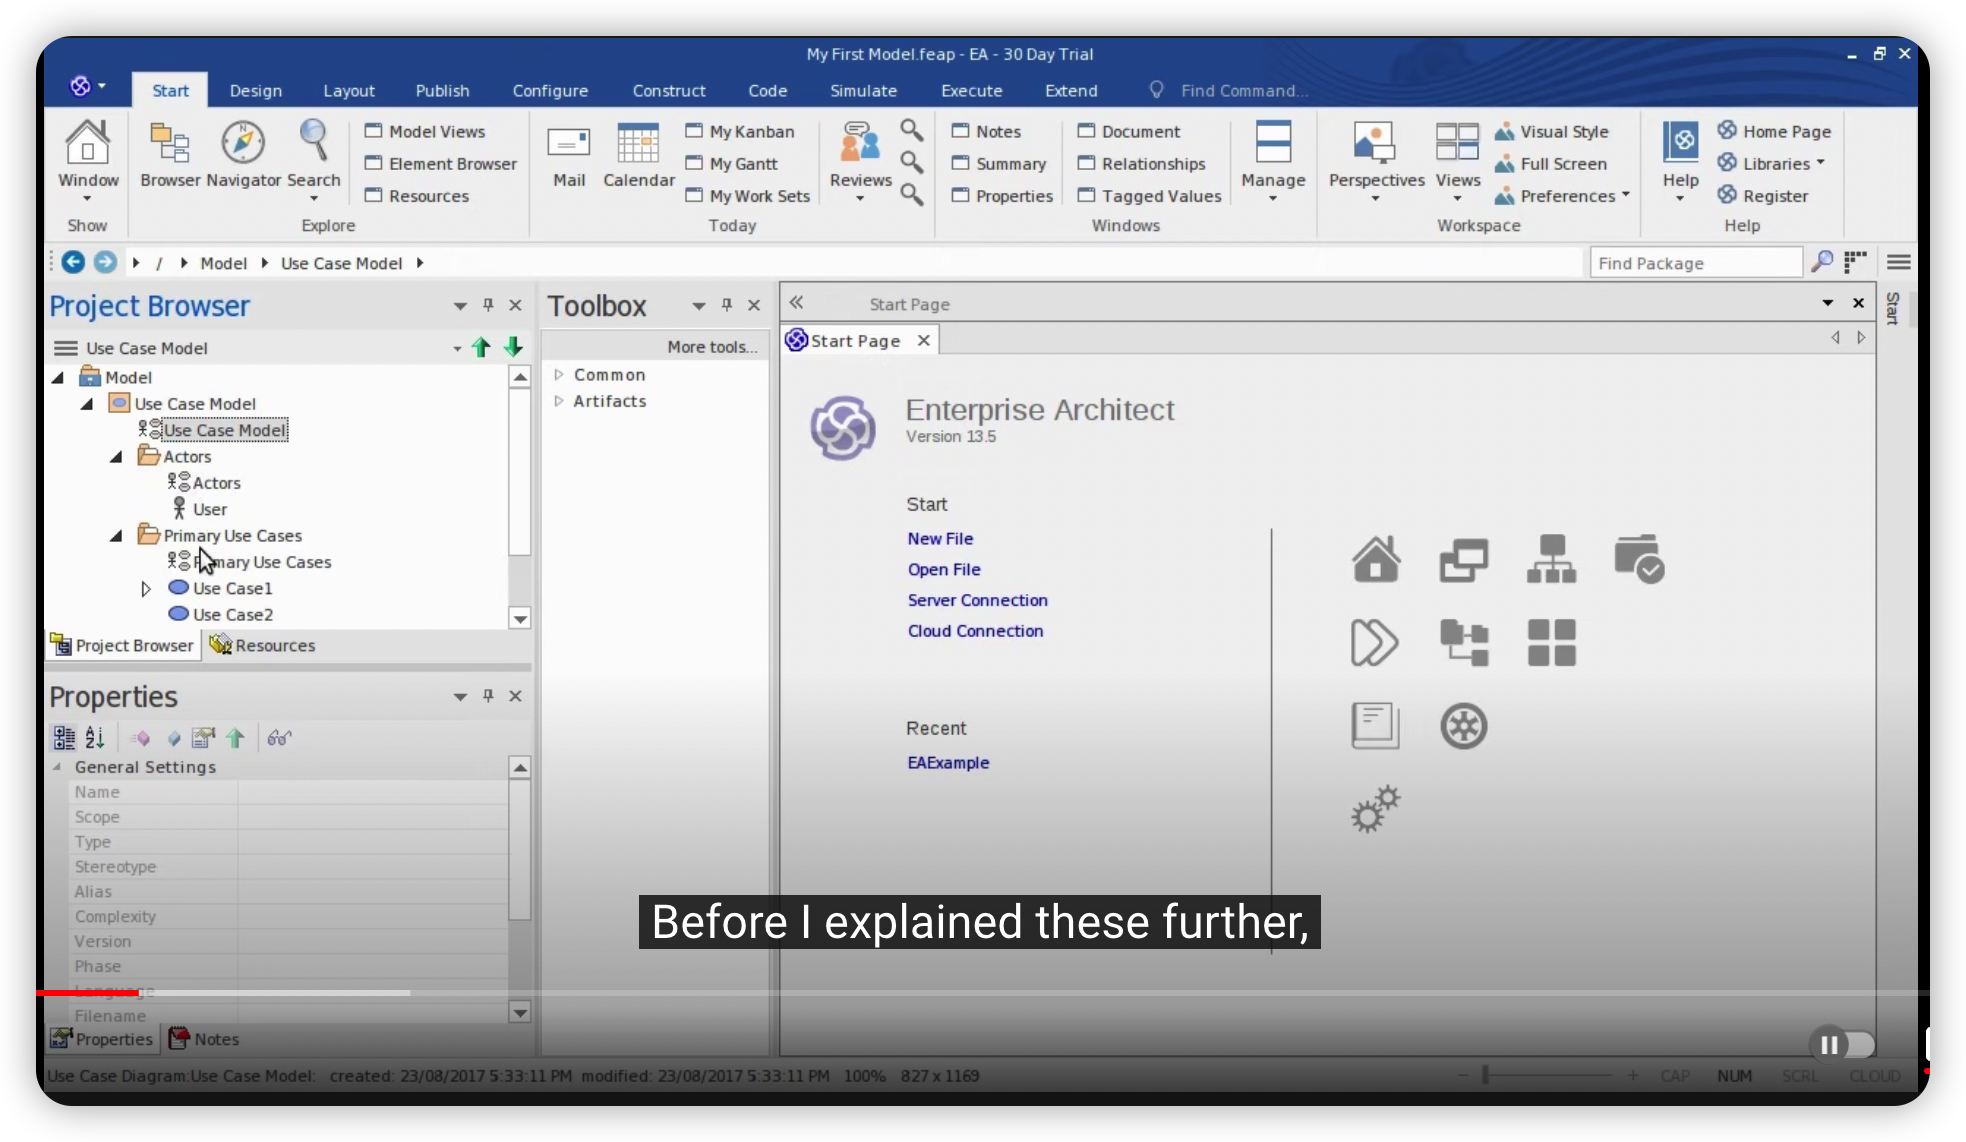 My First Model.feap - EA - 30 Day Trial
Start Design Layout Publish Configure Construct Code Simulate Execute Extend Find Command...
Window
Show
Browser Navigator Search
Model Views
Element Browser
Resources
Explore
Mail Calendar
My Kanban
My Gantt
My Work Sets
Reviews
Today
Notes
Summary
Properties
Document
Relationships
Tagged Values
Manage
Windows
Perspectives Views
Visual Style
Full Screen
Preferences
Workspace
Help
Home Page
Libraries
Register
Help
/ Model Use Case Model
Find Package
Project Browser
Use Case Model
Model
Use Case Model
Use Case Model
Actors
Actors
User
Primary Use Cases
Primary Use Cases
Use Case1
Use Case2
Project Browser Resources
Properties
General Settings
Name
Scope
Type
Stereotype
Alias
Complexity
Version
Phase
Language
Filename
Properties Notes
Toolbox
More tools...
Common
Artifacts
Start Page
Start Page
Start
Enterprise Architect
Version 13.5
Start
New File
Open File
Server Connection
Cloud Connection
Recent
EAExample
Before I explained these further,
Use Case Diagram:Use Case Model: created: 23/08/2017 5:33:11 PM modified: 23/08/2017 5:33:11 PM 100% 827 x 1169
CAP NUM SCRL CLOUD